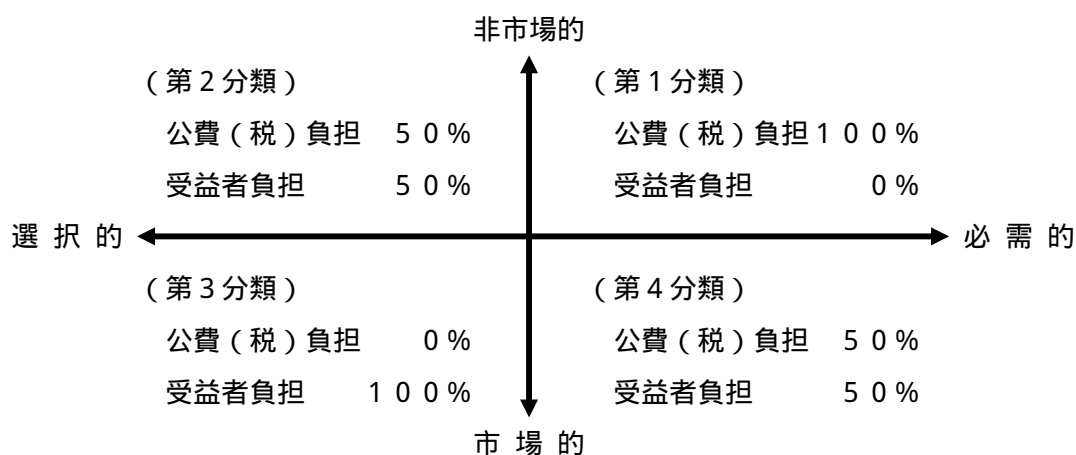 非市場的
（第２分類）
公費（税）負担　５０％
受益者負担　５０％
（第１分類）
公費（税）負担１００％
受益者負担　０％
選択的
必需的
（第３分類）
公費（税）負担　０％
受益者負担　１００％
（第４分類）
公費（税）負担　５０％
受益者負担　５０％
市場的